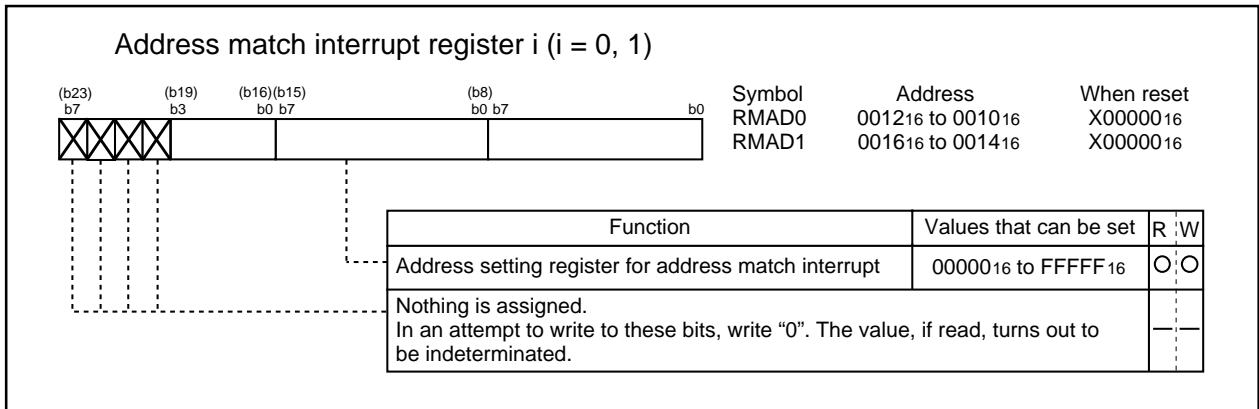 Address match interrupt register i (i = 0, 1)
(b23) (b19) (b16)(b15) (b8)
b7 b3 b0 b7 b0 b7 b0
Symbol Address When reset
RMAD0 001216 to 001016 X0000016
RMAD1 001616 to 001416 X0000016
Function Values that can be set R W
Address setting register for address match interrupt 0000016 to FFFFF16 O O
Nothing is assigned.
In an attempt to write to these bits, write “0”. The value, if read, turns out to — —
be indeterminated.